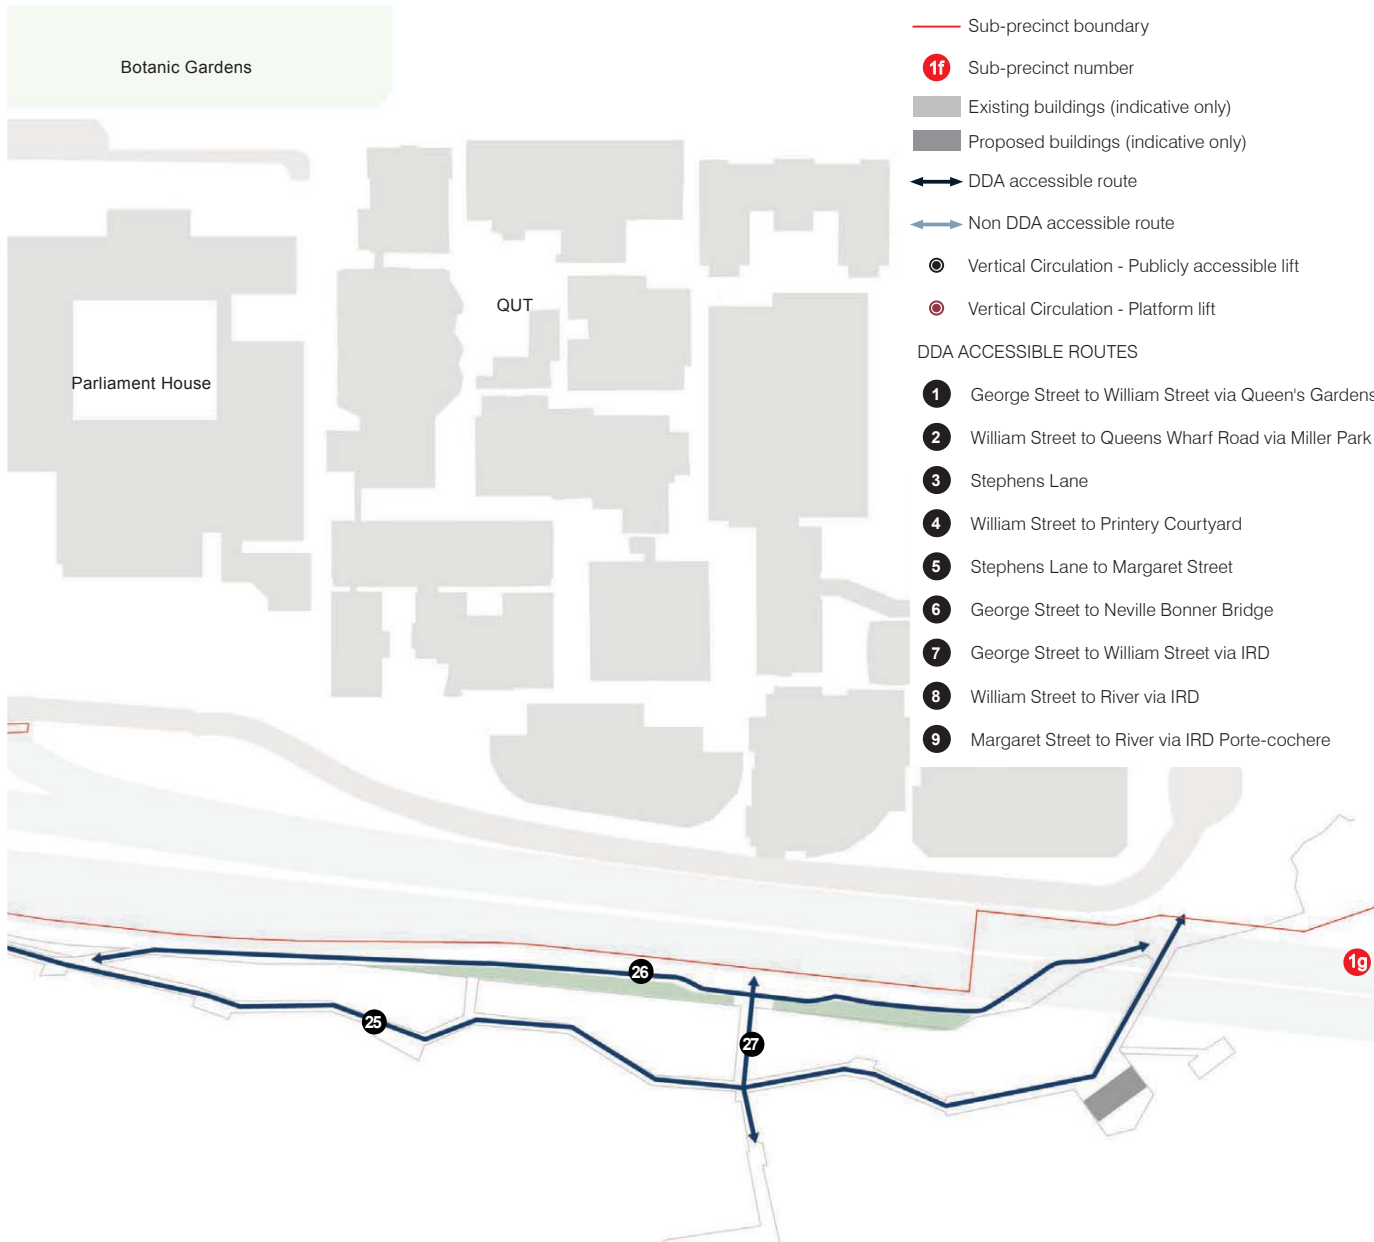 Sub-precinct boundary
1f Sub-precinct number
Existing buildings (indicative only)
Proposed buildings (indicative only)
DDA accessible route
Non DDA accessible route
Vertical Circulation - Publicly accessible lift
Vertical Circulation - Platform lift
DDA ACCESSIBLE ROUTES
1 George Street to William Street via Queen's Gardens
2 William Street to Queens Wharf Road via Miller Park
3 Stephens Lane
4 William Street to Printery Courtyard
5 Stephens Lane to Margaret Street
6 George Street to Neville Bonner Bridge
7 George Street to William Street via IRD
8 William Street to River via IRD
9 Margaret Street to River via IRD Porte-cochere
Botanic Gardens
QUT
Parliament House
1g
26
25
27